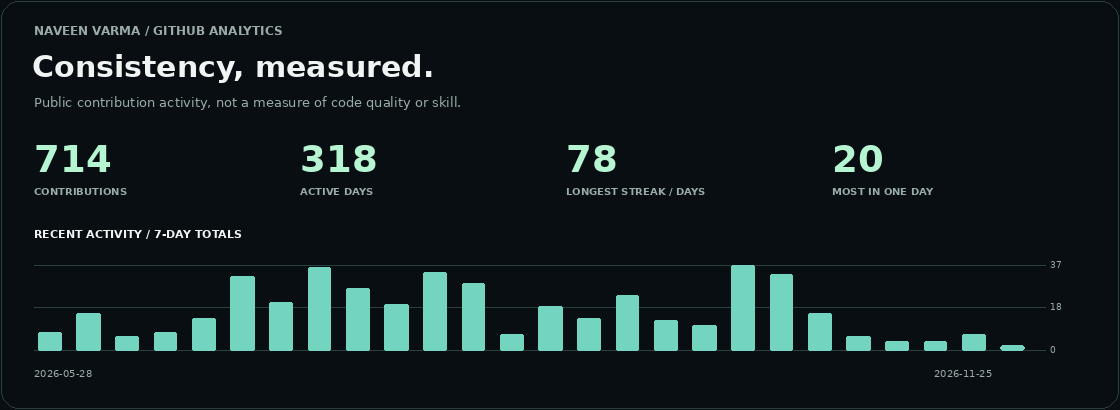 NAVEEN VARMA / GITHUB ANALYTICS
Consistency, measured.
Public contribution activity, not a measure of code quality or skill.
714 318 78 20
CONTRIBUTIONS ACTIVE DAYS LONGEST STREAK / DAYS MOST IN ONE DAY
RECENT ACTIVITY / 7-DAY TOTALS
37
18
0
2026-05-28 2026-11-25